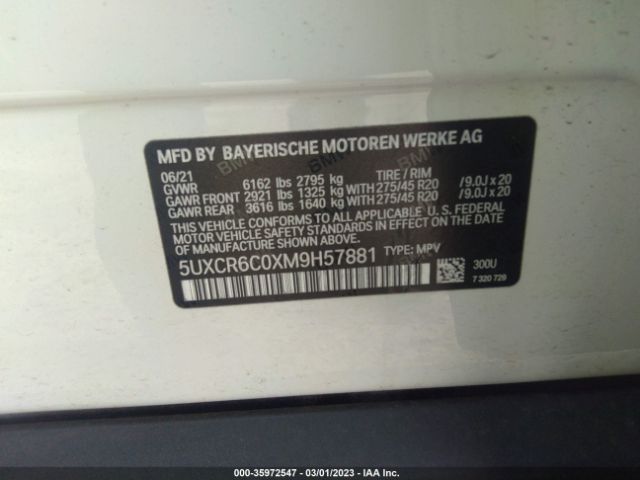 MFD BY BAYERISCHE MOTOREN WERKE AG
06/21
GVWR 6162 lbs 2795 kg TIRE / RIM
GAWR FRONT 2921 lbs 1325 kg WITH 275/45 R20 /9.0J x 20
GAWR REAR 3616 lbs 1640 kg WITH 275/45 R20 /9.0J x 20
THIS VEHICLE CONFORMS TO ALL APPLICABLE U. S. FEDERAL
MOTOR VEHICLE SAFETY STANDARDS IN EFFECT ON THE DATE
OF MANUFACTURE SHOWN ABOVE.
5UXCR6C0XM9H57881 TYPE: MPV
300U
7 320 729
000-35972547 - 03/01/2023 - IAA Inc.